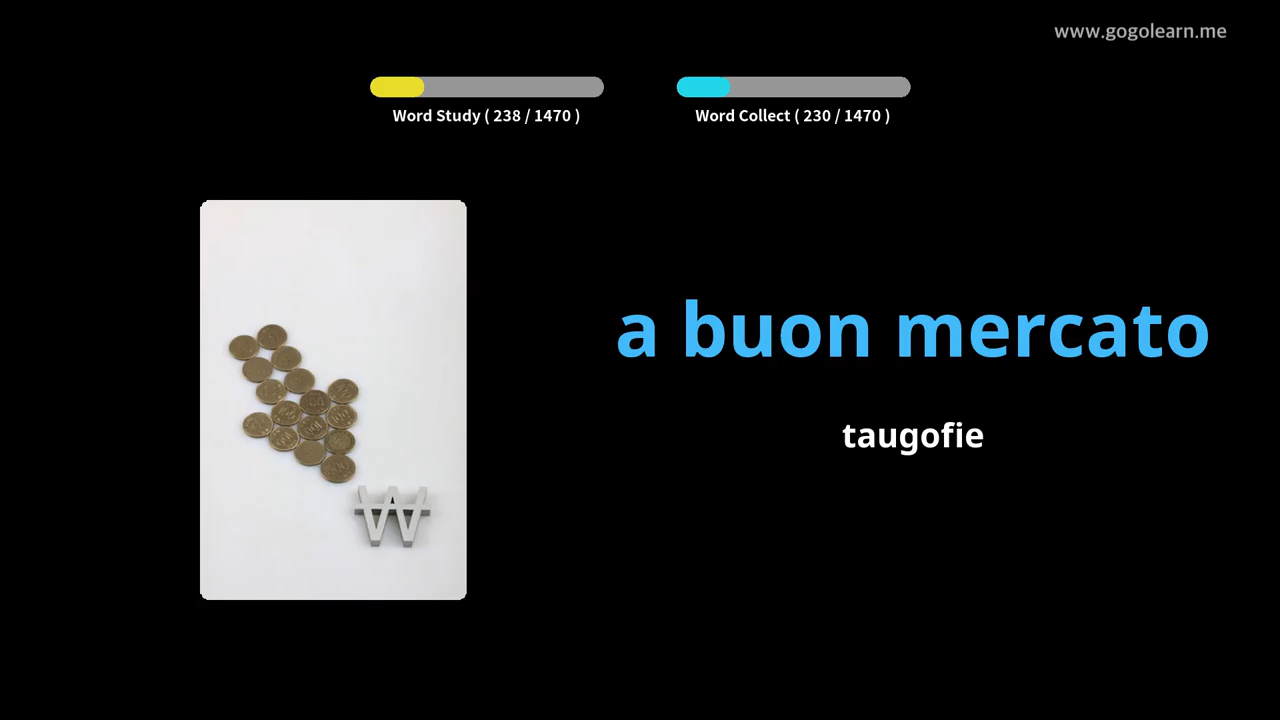 www.gogolearn.me
Word Study ( 238 / 1470 )
Word Collect ( 230 / 1470 )
a buon mercato
taugofie